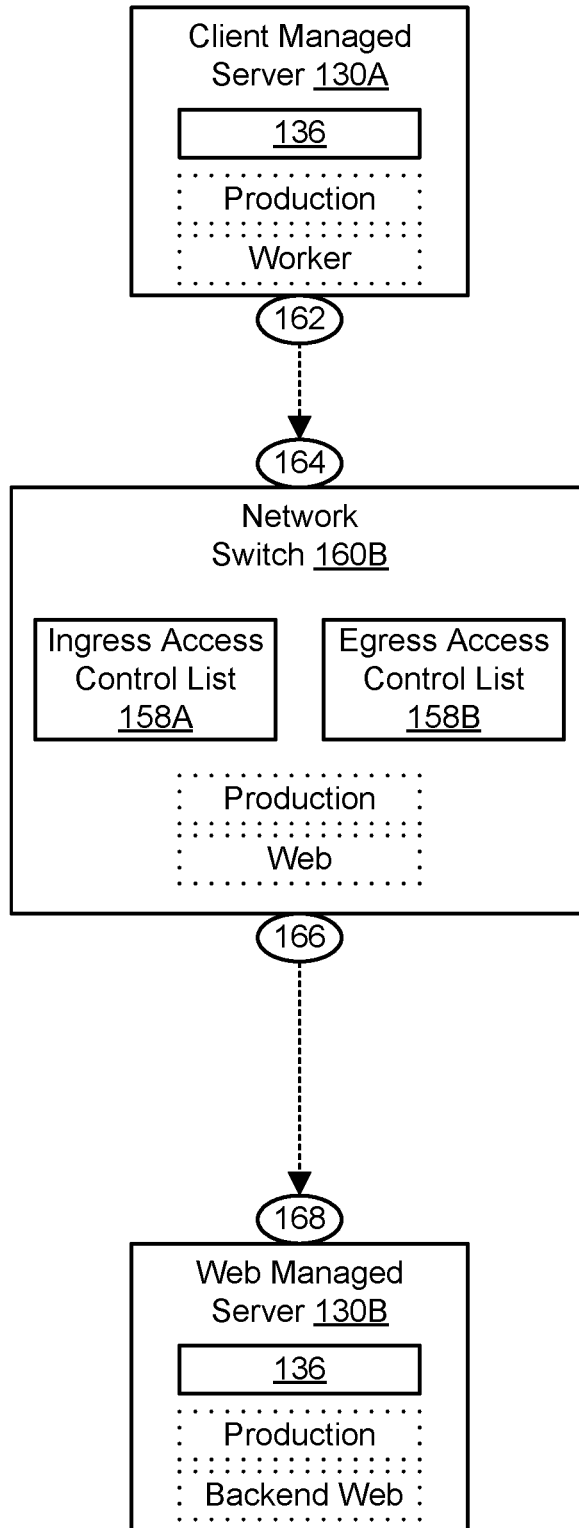 Client Managed
Server 130A
136
Production
Worker
162
164
Network
Switch 160B
Ingress Access
Control List
158A
Egress Access
Control List
158B
Production
Web
166
168
Web Managed
Server 130B
136
Production
Backend Web